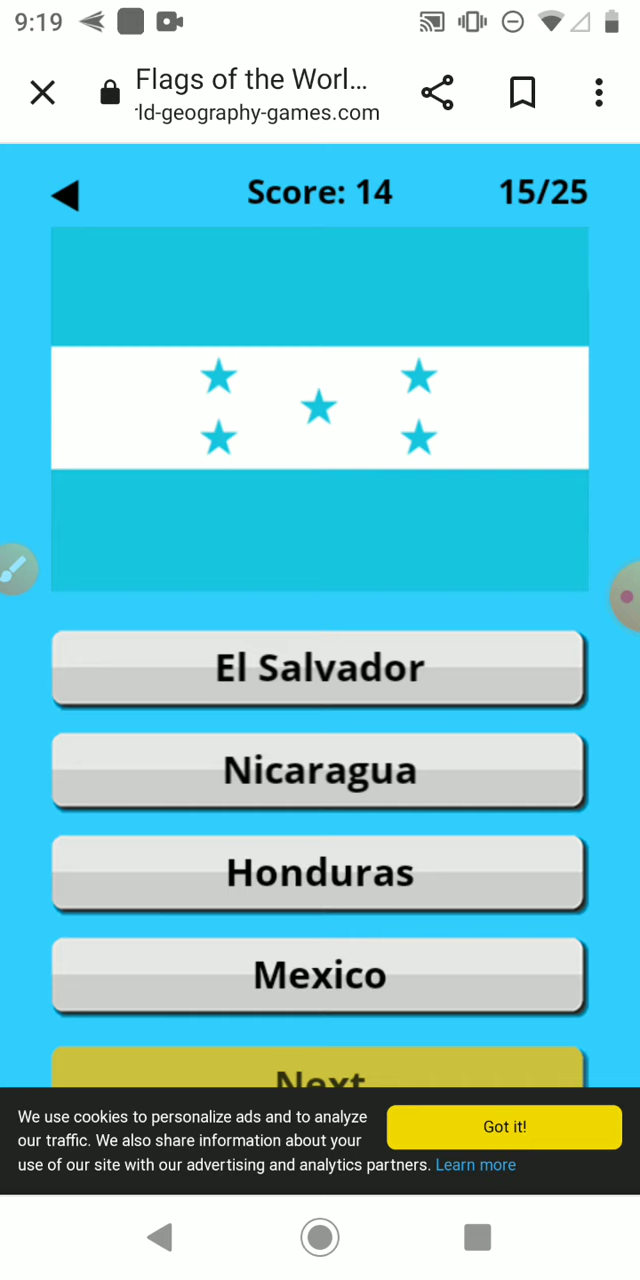 9:19
Flags of the Worl...
rld-geography-games.com
Score: 14
15/25
El Salvador
Nicaragua
Honduras
Mexico
Next
We use cookies to personalize ads and to analyze
our traffic. We also share information about your
use of our site with our advertising and analytics partners. Learn more
Got it!